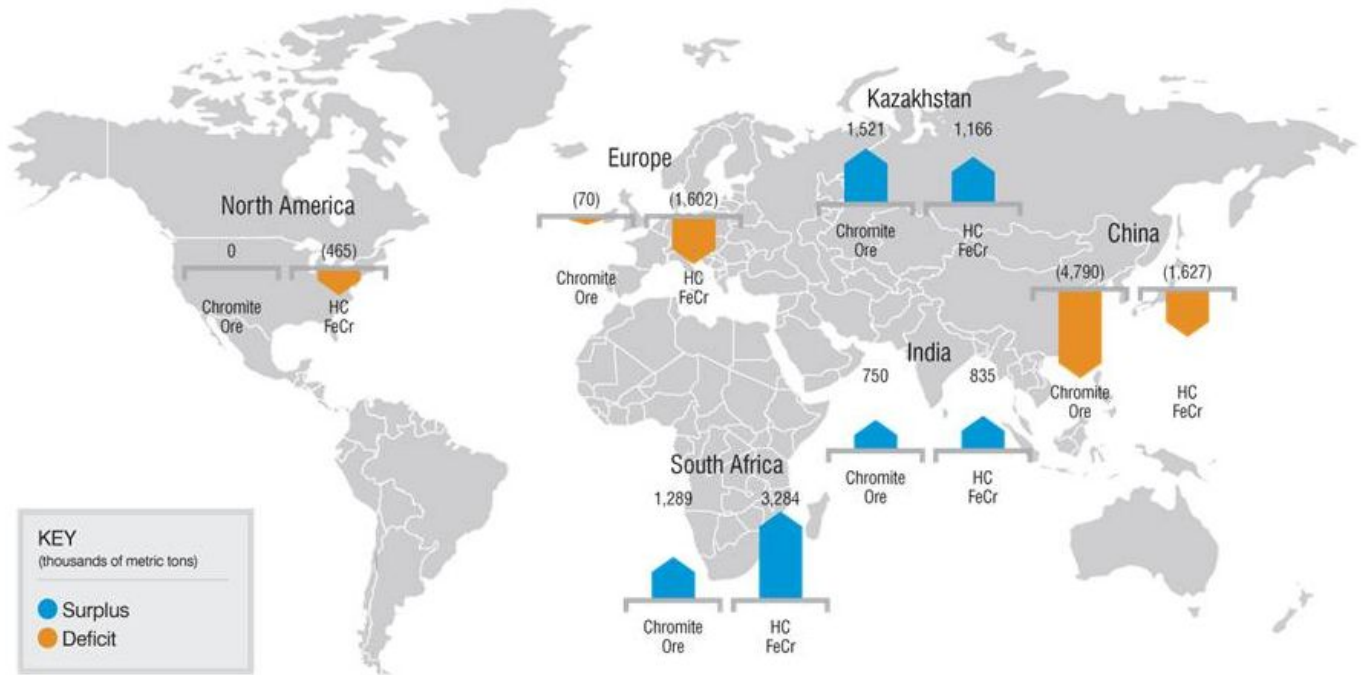 Kazakhstan
1,521 1,166
Chromite
Ore
HC
FeCr
Europe
(70) (1,602)
Chromite
Ore
HC
FeCr
North America
0 (465)
Chromite
Ore
HC
FeCr
China
(4,790) (1,627)
Chromite
Ore
HC
FeCr
India
750 835
Chromite
Ore
HC
FeCr
South Africa
1,289 3,284
Chromite
Ore
HC
FeCr
KEY
(thousands of metric tons)
Surplus
Deficit